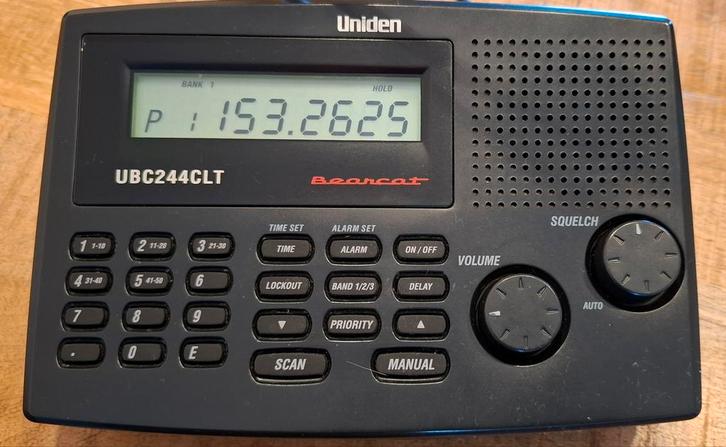 Uniden
BANK 1 HOLD
P 1 153.2625
UBC244CLT Bearcat
SQUELCH
AUTO
VOLUME
TIME SET ALARM SET
1 1-10 2 11-20 3 21-30 TIME ALARM ON / OFF
4 31-40 5 41-50 6 LOCKOUT BAND 1/2/3 DELAY
7 8 9 ▼ PRIORITY ▲
. 0 E SCAN MANUAL